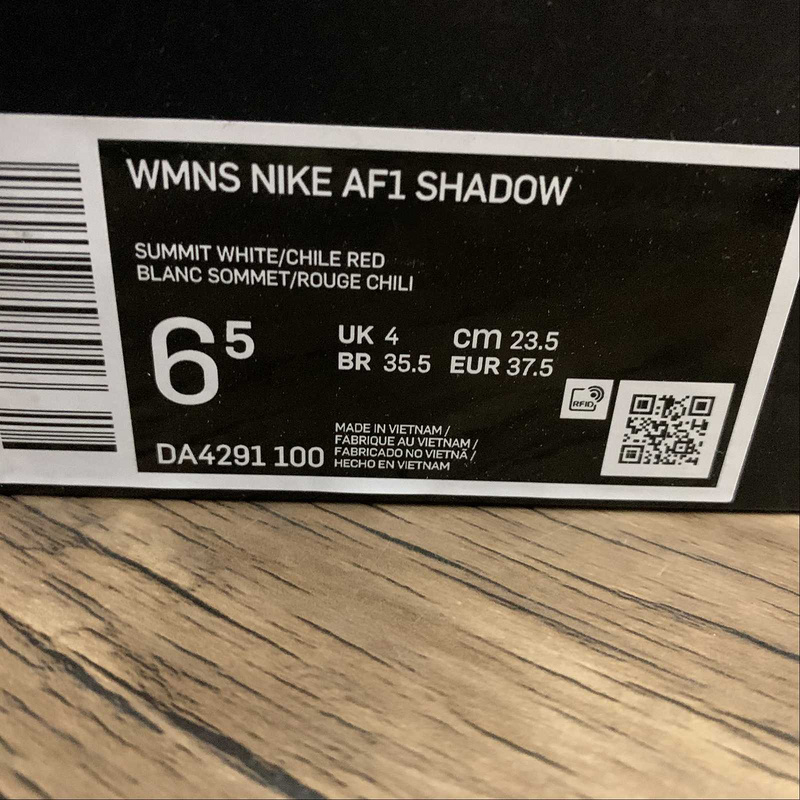 WMNS NIKE AF1 SHADOW
SUMMIT WHITE/CHILE RED
BLANC SOMMET/ROUGE CHILI
6 5
UK 4 cm 23.5
BR 35.5 EUR 37.5
RFID
DA4291 100
MADE IN VIETNAM /
FABRIQUE AU VIETNAM /
FABRICADO NO VIETNÃ /
HECHO EN VIETNAM